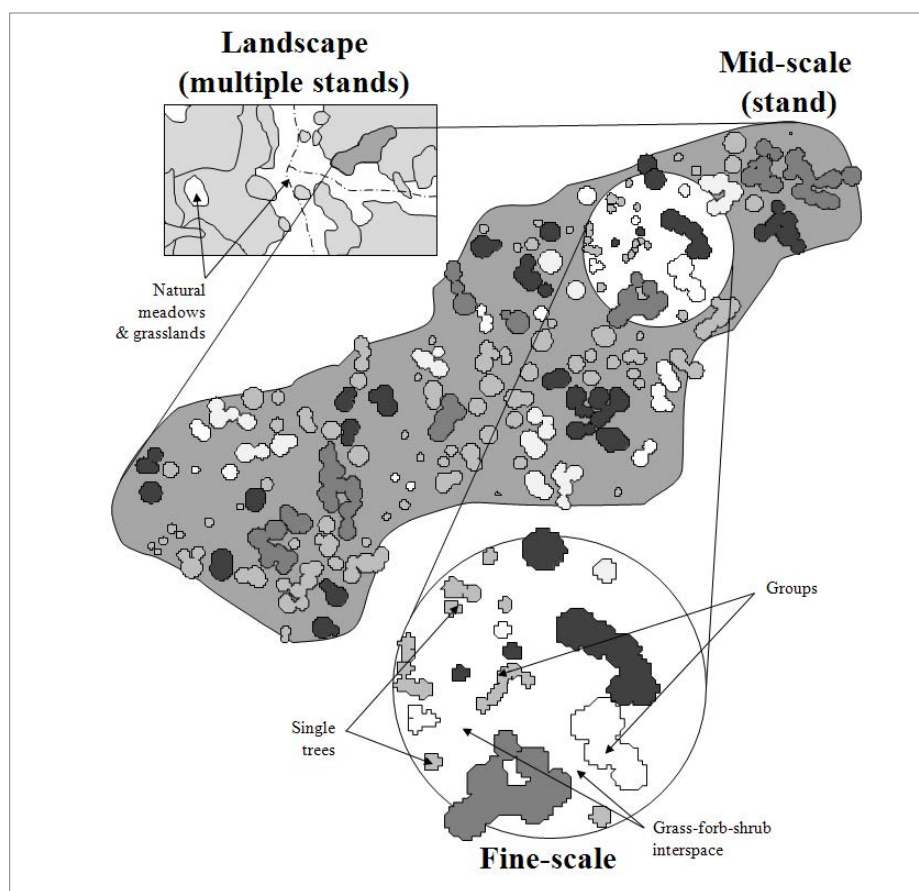 Landscape
(multiple stands)
Mid-scale
(stand)
Natural
meadows
& grasslands
Groups
Single
trees
Grass-forb-shrub
interspace
Fine-scale